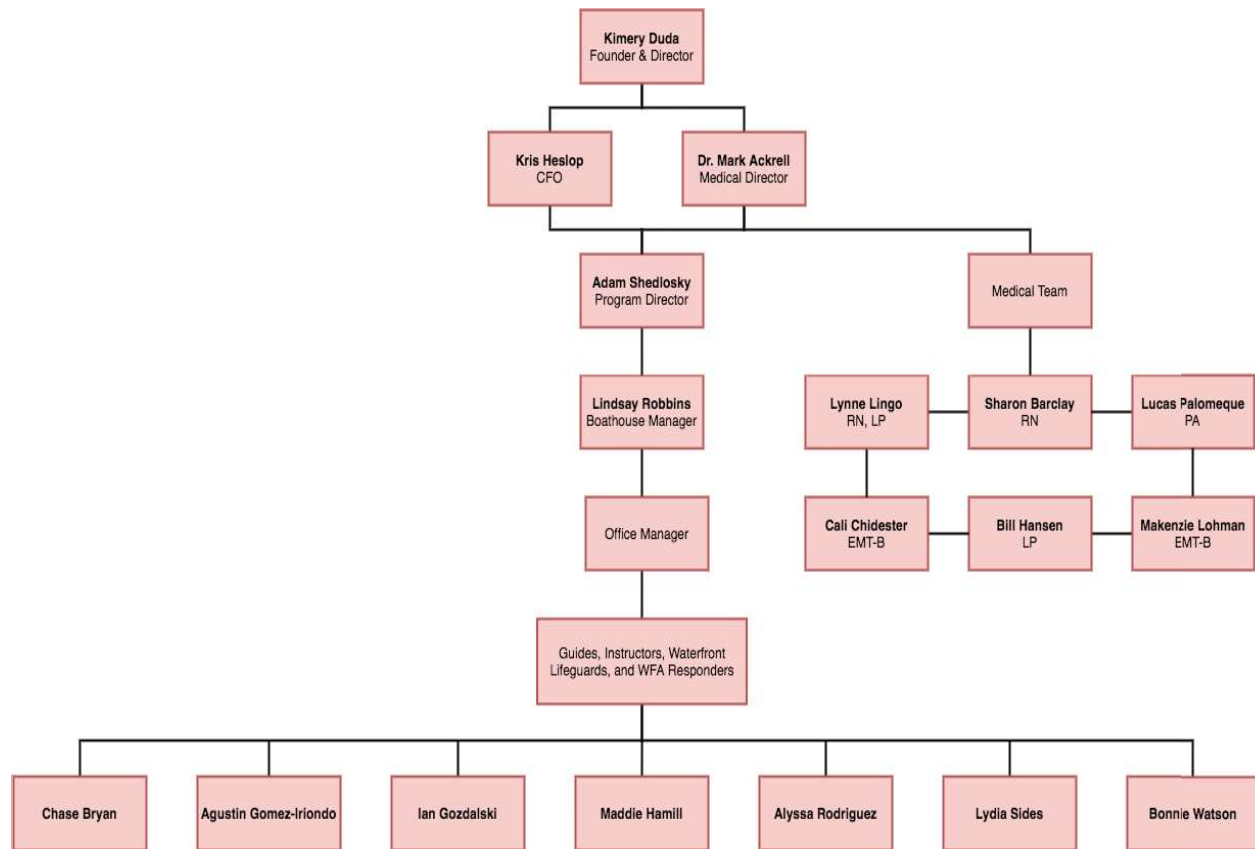 Kimery Duda
Founder & Director
Kris Heslop
CFO
Dr. Mark Ackrell
Medical Director
Adam Shedlosky
Program Director
Medical Team
Lindsay Robbins
Boathouse Manager
Lynne Lingo
RN, LP
Sharon Barclay
RN
Lucas Palomeque
PA
Office Manager
Cali Chidester
EMT-B
Bill Hansen
LP
Makenzie Lohman
EMT-B
Guides, Instructors, Waterfront
Lifeguards, and WFA Responders
Chase Bryan
Agustin Gomez-Iriondo
Ian Gozdalski
Maddie Hamill
Alyssa Rodriguez
Lydia Sides
Bonnie Watson